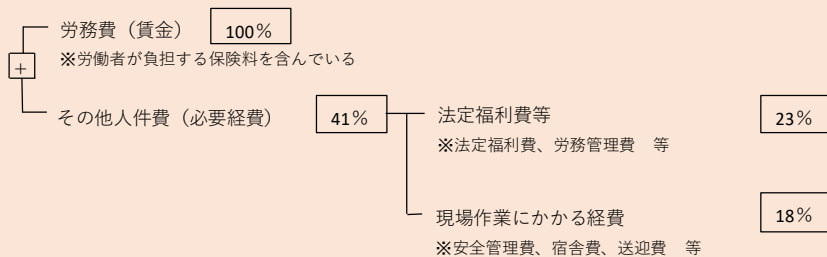 労務費（賃金） 100％
※労働者が負担する保険料を含んでいる
+
その他人件費（必要経費） 41％ 法定福利費等 23％
※法定福利費、労務管理費　等
現場作業にかかる経費 18％
※安全管理費、宿舎費、送迎費　等